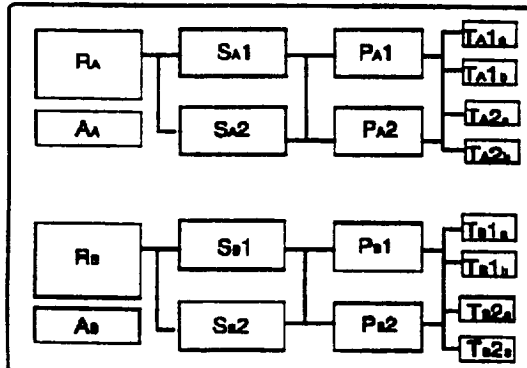 RA
SA1
PA1
TA1a
TA1b
AA
SA2
PA2
TA2a
TA2b
RB
SB1
PB1
TB1a
TB1b
AB
SB2
PB2
TB2a
TB2a